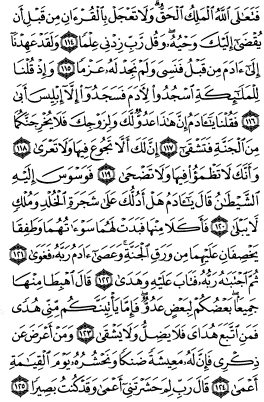 فَتَعَٰلَى ٱللَّهُ ٱلْمَلِكُ ٱلْحَقُّ ۗ وَلَا تَعْجَلْ بِٱلْقُرْءَانِ مِن قَبْلِ أَن
يُقْضَىٰٓ إِلَيْكَ وَحْيُهُۥ ۖ وَقُل رَّبِّ زِدْنِى عِلْمًا ١١٤ وَلَقَدْ عَهِدْنَآ
إِلَىٰٓ ءَادَمَ مِن قَبْلُ فَنَسِىَ وَلَمْ نَجِدْ لَهُۥ عَزْمًا ١١٥ وَإِذْ قُلْنَا
لِلْمَلَٰٓئِكَةِ ٱسْجُدُوا۟ لِءَادَمَ فَسَجَدُوٓا۟ إِلَّآ إِبْلِيسَ أَبَىٰ
١١٦ فَقُلْنَا يَٰٓـَٔادَمُ إِنَّ هَٰذَا عَدُوٌّ لَّكَ وَلِزَوْجِكَ فَلَا يُخْرِجَنَّكُمَا
مِنَ ٱلْجَنَّةِ فَتَشْقَىٰٓ ١١٧ إِنَّ لَكَ أَلَّا تَجُوعَ فِيهَا وَلَا تَعْرَىٰ ١١٨
وَأَنَّكَ لَا تَظْمَؤُا۟ فِيهَا وَلَا تَضْحَىٰ ١١٩ فَوَسْوَسَ إِلَيْهِ
ٱلشَّيْطَٰنُ قَالَ يَٰٓـَٔادَمُ هَلْ أَدُلُّكَ عَلَىٰ شَجَرَةِ ٱلْخُلْدِ وَمُلْكٍ
لَّا يَبْلَىٰ ١٢٠ فَأَكَلَا مِنْهَا فَبَدَتْ لَهُمَا سَوْءَٰتُهُمَا وَطَفِقَا
يَخْصِفَانِ عَلَيْهِمَا مِن وَرَقِ ٱلْجَنَّةِ ۚ وَعَصَىٰٓ ءَادَمُ رَبَّهُۥ فَغَوَىٰ ١٢١
ثُمَّ ٱجْتَبَٰهُ رَبُّهُۥ فَتَابَ عَلَيْهِ وَهَدَىٰ ١٢٢ قَالَ ٱهْبِطَا مِنْهَا
جَمِيعًۢا ۖ بَعْضُكُمْ لِبَعْضٍ عَدُوٌّ ۖ فَإِمَّا يَأْتِيَنَّكُم مِّنِّى هُدًى
فَمَنِ ٱتَّبَعَ هُدَاىَ فَلَا يَضِلُّ وَلَا يَشْقَىٰ ١٢٣ وَمَنْ أَعْرَضَ عَن
ذِكْرِى فَإِنَّ لَهُۥ مَعِيشَةً ضَنكًا وَنَحْشُرُهُۥ يَوْمَ ٱلْقِيَٰمَةِ
أَعْمَىٰ ١٢٤ قَالَ رَبِّ لِمَ حَشَرْتَنِىٓ أَعْمَىٰ وَقَدْ كُنتُ بَصِيرًا ١٢٥